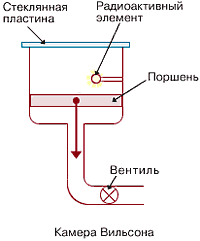 Стеклянная
пластина
Радиоактивный
элемент
Поршень
Вентиль
Камера Вильсона